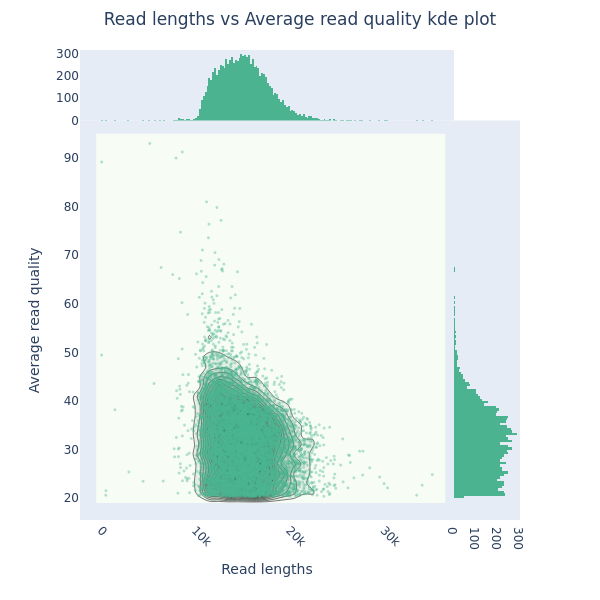 Read lengths vs Average read quality kde plot
300
200
100
0
90
80
70
60
50
40
30
20
Average read quality
0
10k
20k
30k
0
100
200
300
Read lengths